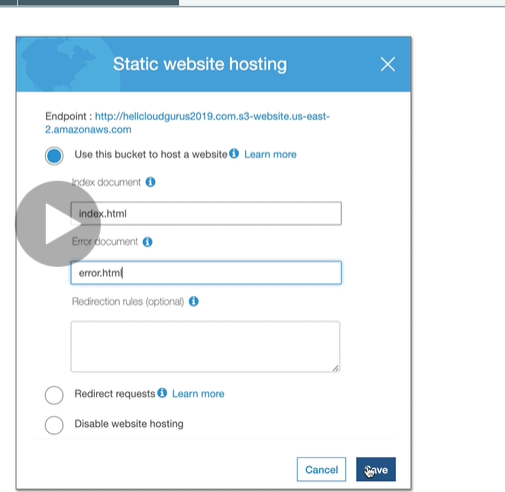 Static website hosting
Endpoint : http://hellcloudgurus2019.com.s3-website.us-east-
2.amazonaws.com
Use this bucket to host a website Learn more
Index document
index.html
Error document
error.html
Redirection rules (optional)
Redirect requests Learn more
Disable website hosting
Cancel Save